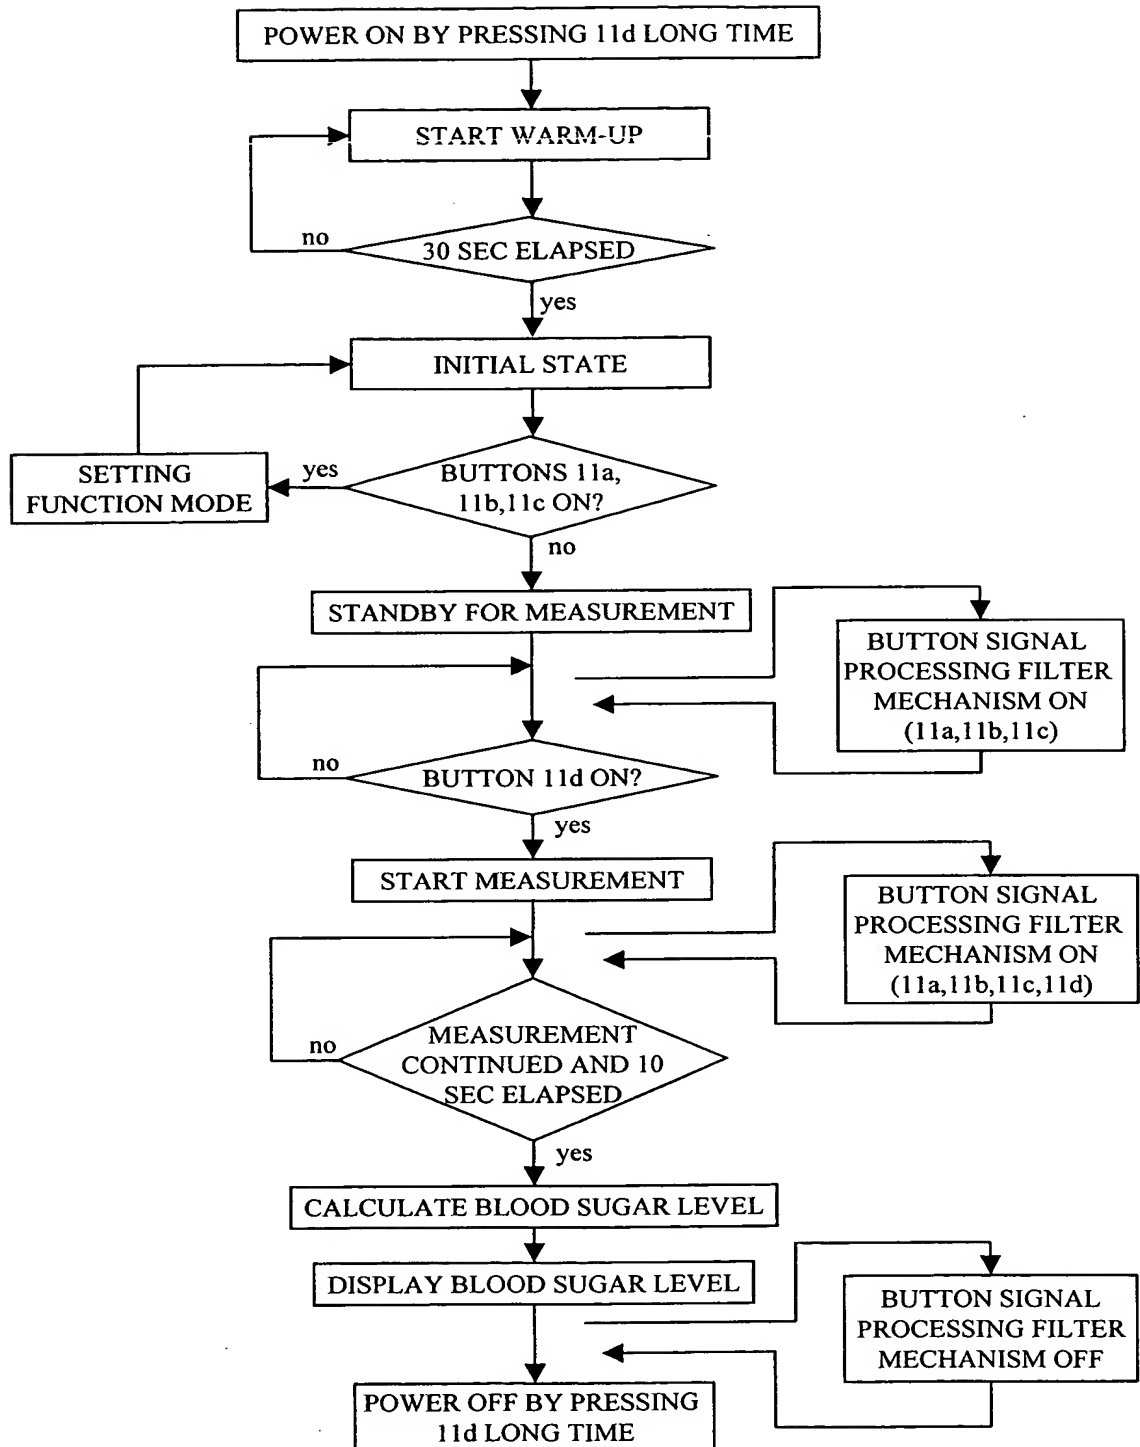 POWER ON BY PRESSING 11d LONG TIME
START WARM-UP
no
30 SEC ELAPSED
yes
INITIAL STATE
SETTING
FUNCTION MODE
yes
BUTTONS 11a,
11b,11c ON?
no
STANDBY FOR MEASUREMENT
BUTTON SIGNAL
PROCESSING FILTER
MECHANISM ON
(11a,11b,11c)
no
BUTTON 11d ON?
yes
START MEASUREMENT
BUTTON SIGNAL
PROCESSING FILTER
MECHANISM ON
(11a,11b,11c,11d)
no
MEASUREMENT
CONTINUED AND 10
SEC ELAPSED
yes
CALCULATE BLOOD SUGAR LEVEL
DISPLAY BLOOD SUGAR LEVEL
BUTTON SIGNAL
PROCESSING FILTER
MECHANISM OFF
POWER OFF BY PRESSING
11d LONG TIME